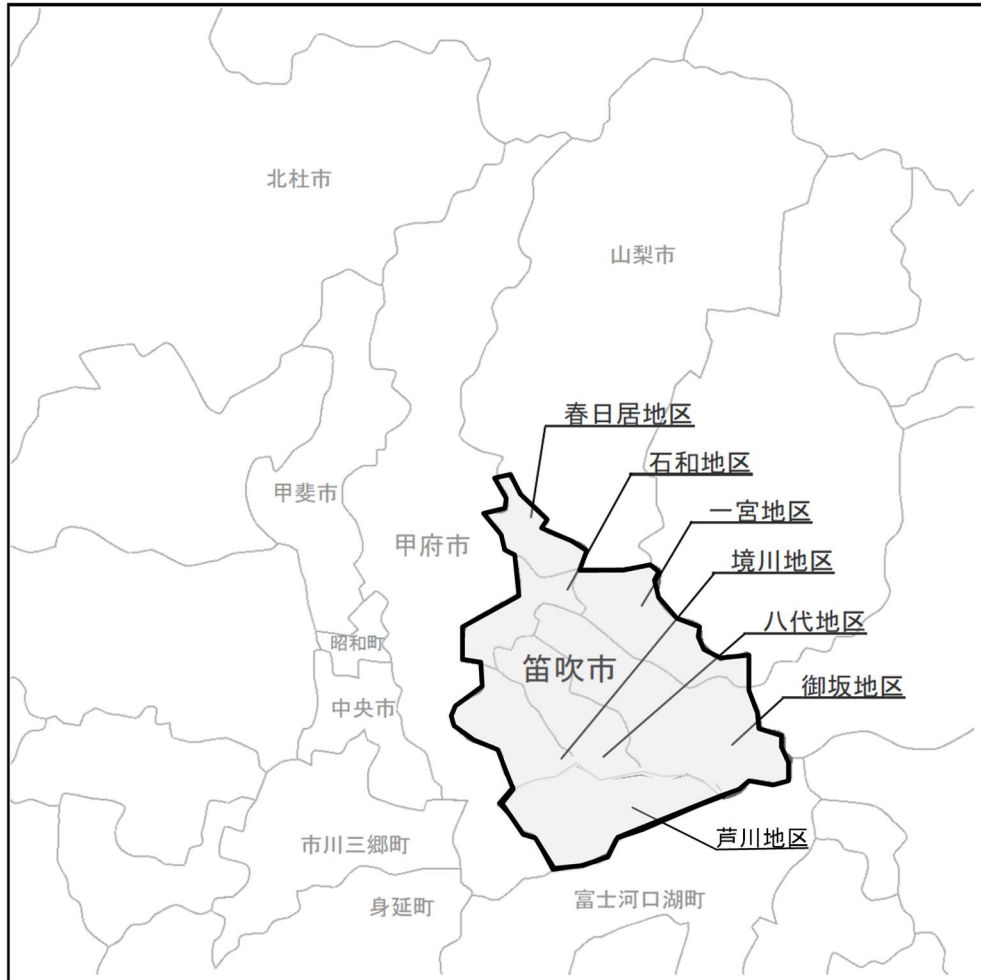 北杜市
山梨市
春日居地区
石和地区
甲斐市
一宮地区
甲府市
境川地区
八代地区
昭和町
笛吹市
御坂地区
中央市
芦川地区
市川三郷町
富士河口湖町
身延町